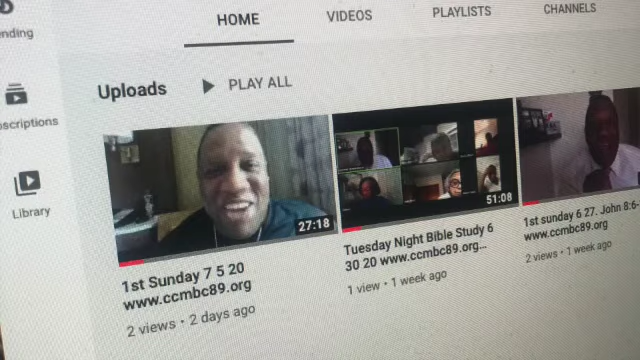 HOME VIDEOS PLAYLISTS CHANNELS
ending
Uploads PLAY ALL
scriptions
Library
27:18
51:08
1st Sunday 7 5 20
www.ccmbc89.org
2 views • 2 days ago
Tuesday Night Bible Study 6
30 20 www.ccmbc89.org...
1 view • 1 week ago
1st sunday 6 27. John 8:6-
www.ccmbc89.org
2 views • 1 week ago